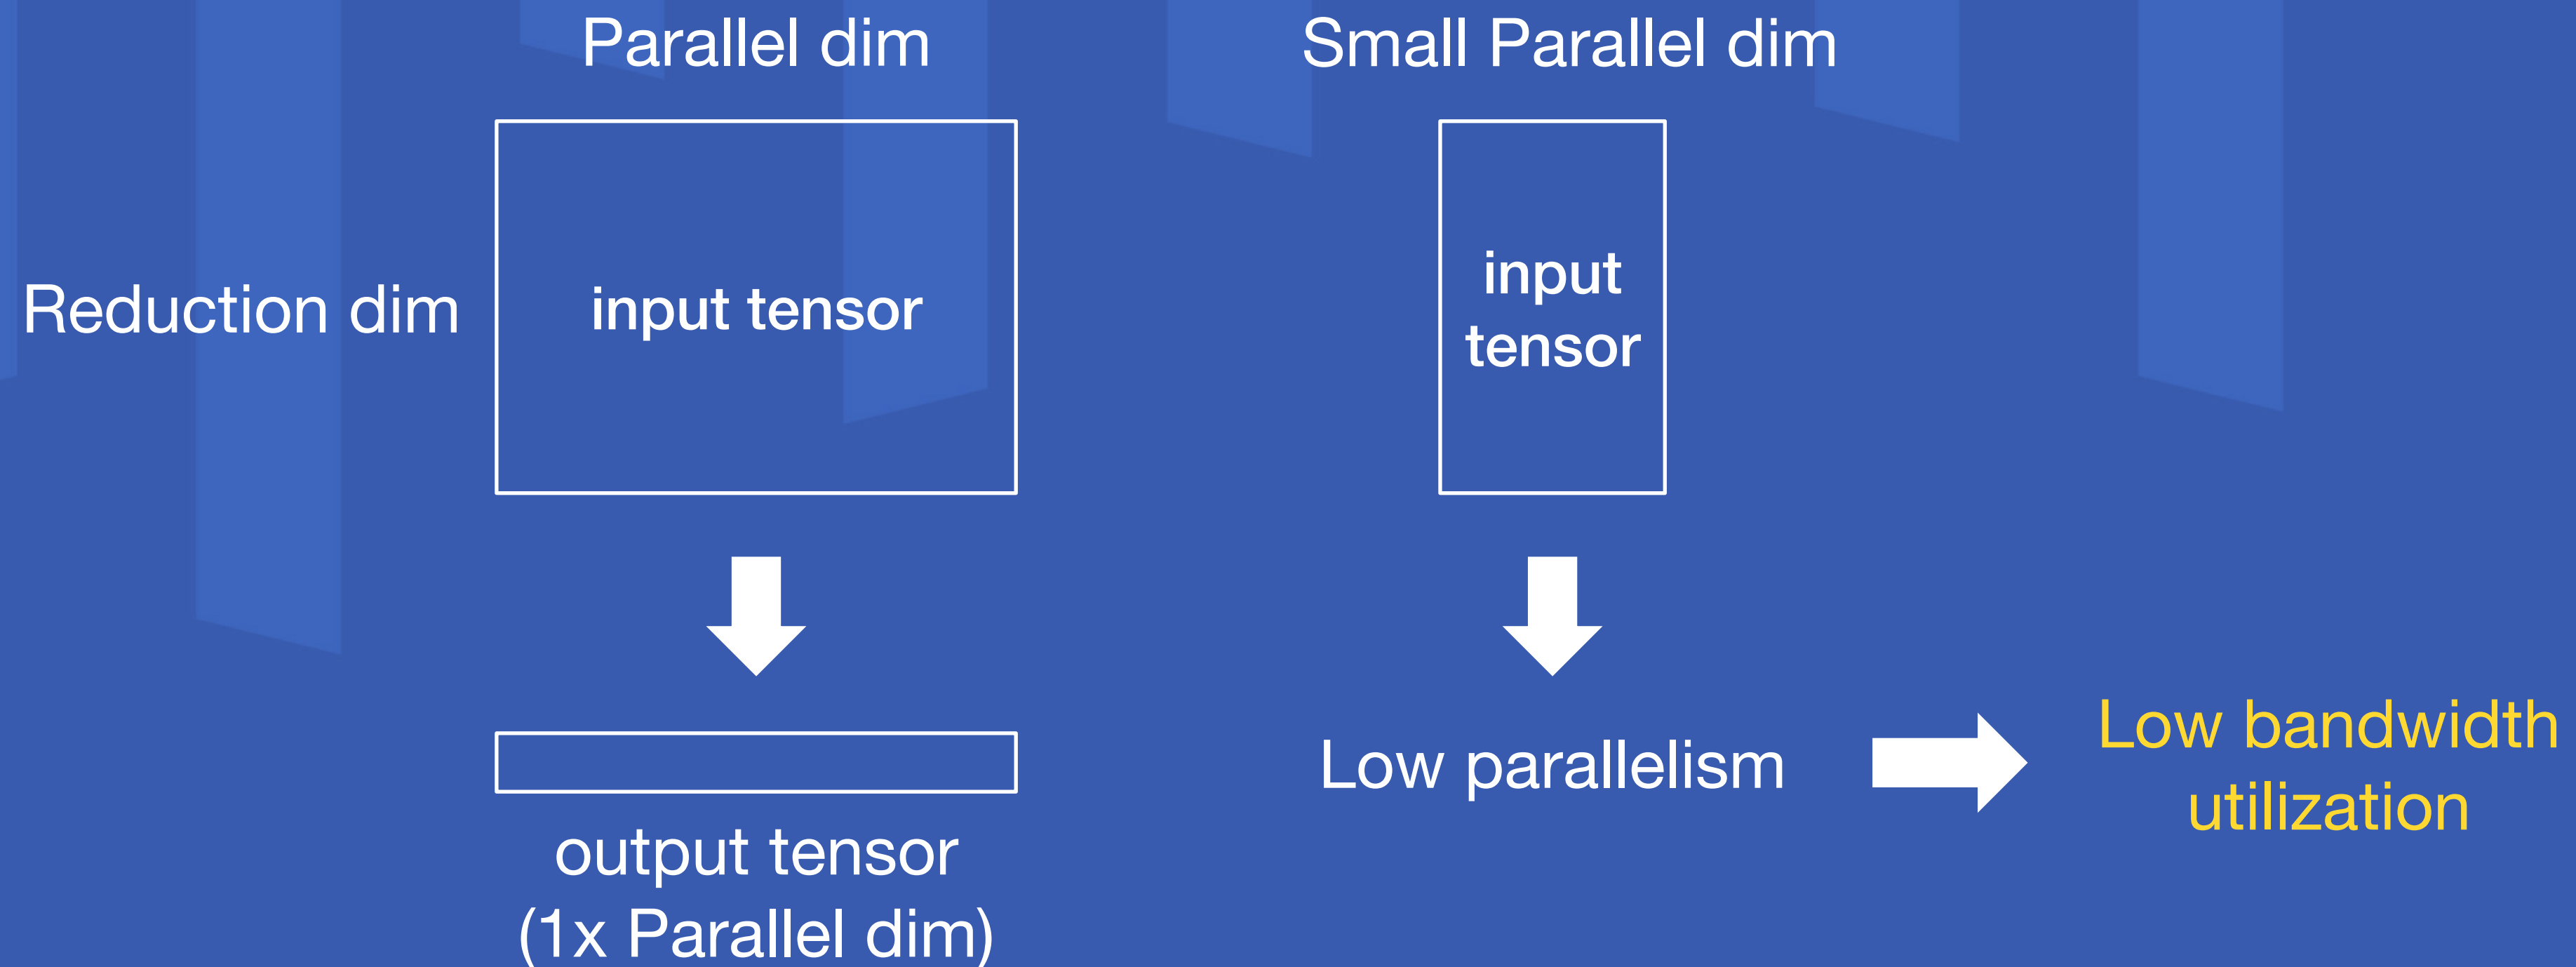 Parallel dim
Small Parallel dim
Reduction dim
input tensor
input
tensor
Low parallelism
Low bandwidth
utilization
output tensor
(1x Parallel dim)